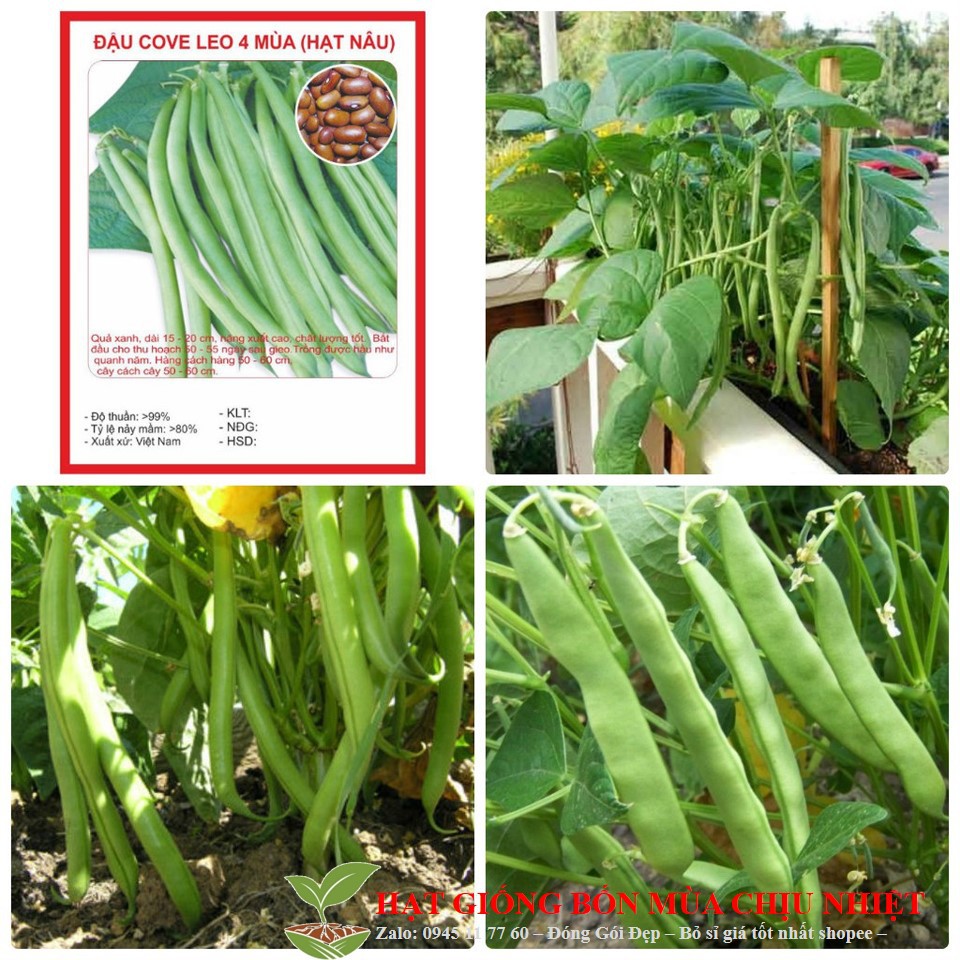 ĐẬU COVE LEO 4 MÙA (HẠT NÂU)
Quả xanh, dài 15 - 20 cm, năng xuất cao, chất lượng tốt. Bắt
đầu cho thu hoạch 50 - 55 ngày sau gieo. Trồng được hầu như
quanh năm. Hàng cách hàng 50 - 60 cm,
cây cách cây 50 - 60 cm.
- Độ thuần: >99%
- Tỷ lệ nảy mầm: >80%
- Xuất xứ: Việt Nam
- KLT:
- NĐG:
- HSD:
HẠT GIỐNG BỐN MÙA CHỊU NHIỆT
Zalo: 0945 11 77 60 – Đóng Gói Đẹp – Bỏ sỉ giá tốt nhất shopee –